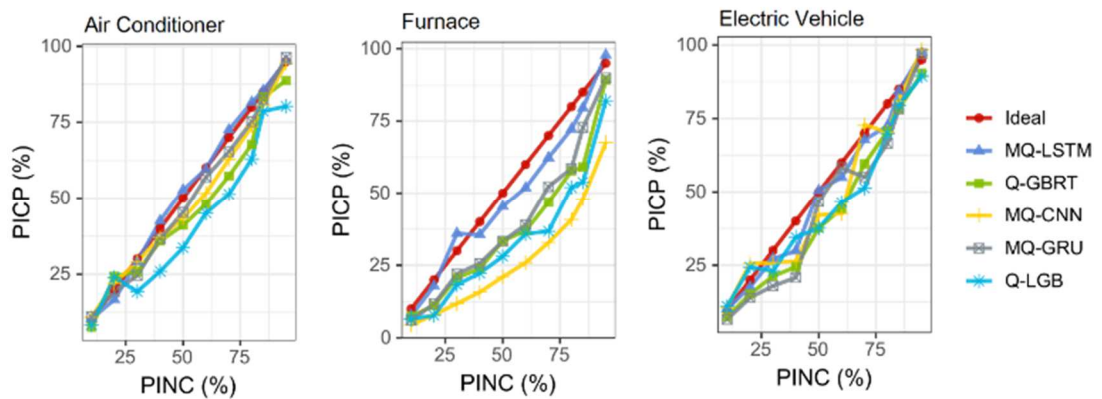 Air Conditioner
Furnace
Electric Vehicle
PICP (%)
100
75
50
25
25
50
75
PINC (%)
PICP (%)
100
75
50
25
0
25
50
75
PINC (%)
PICP (%)
100
75
50
25
25
50
75
PINC (%)
Ideal
MQ-LSTM
Q-GBRT
MQ-CNN
MQ-GRU
Q-LGB